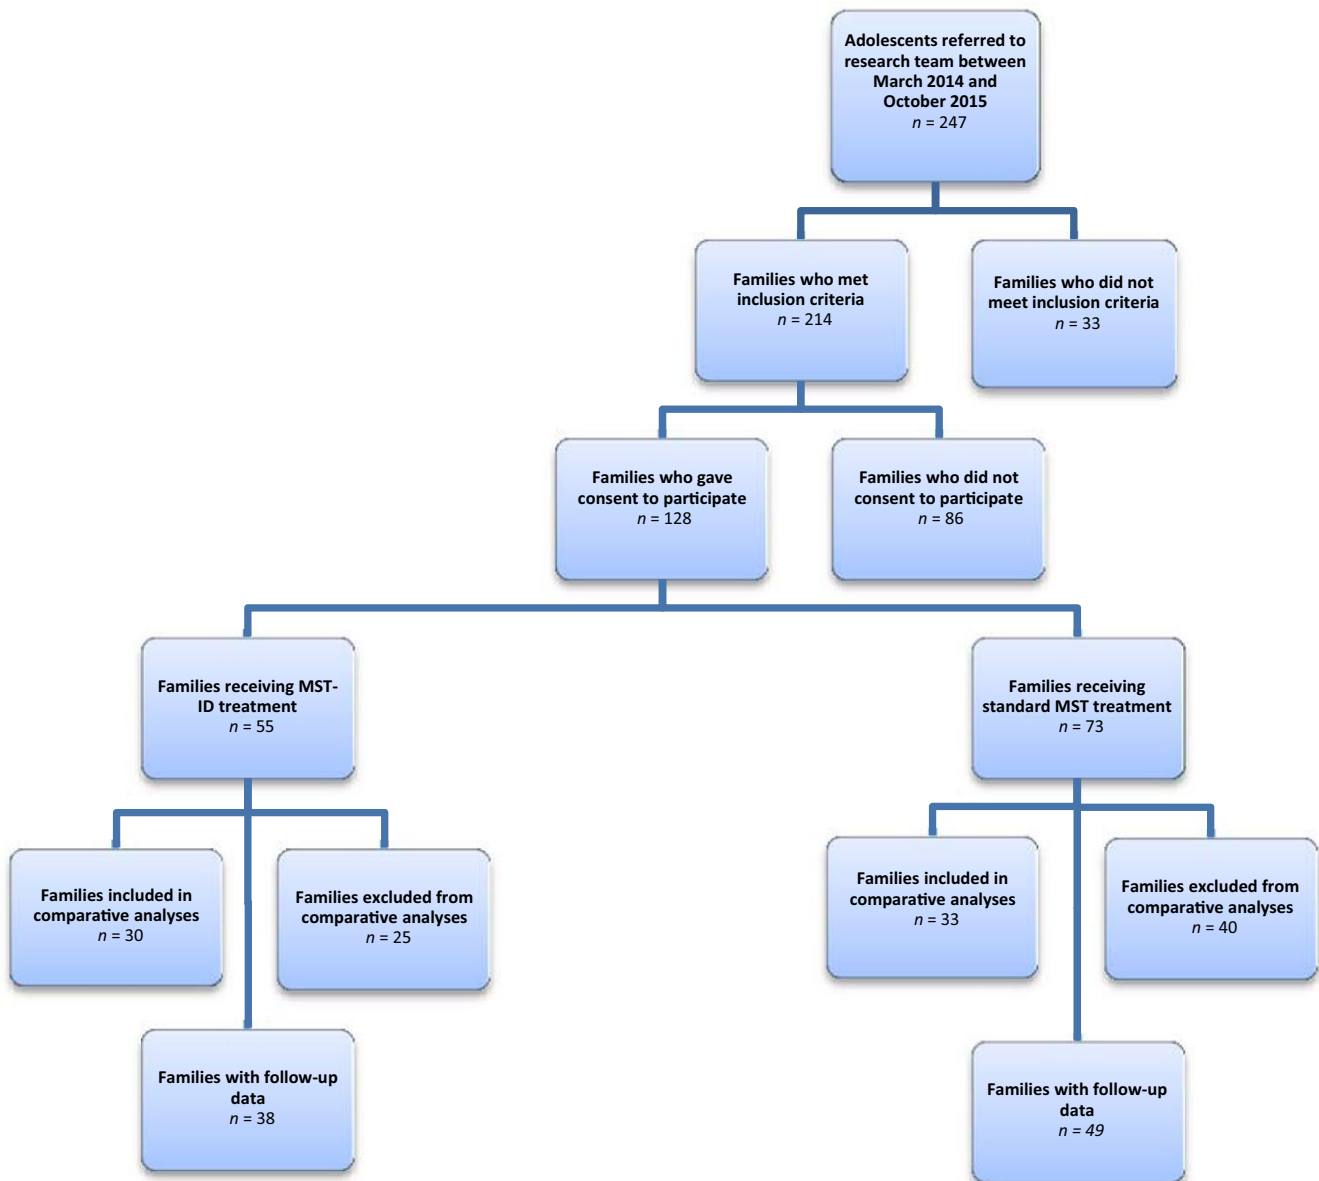 Adolescents referred to
research team between
March 2014 and
October 2015
n = 247
Families who met
inclusion criteria
n = 214
Families who did not
meet inclusion criteria
n = 33
Families who gave
consent to participate
n = 128
Families who did not
consent to participate
n = 86
Families receiving MST-
ID treatment
n = 55
Families receiving
standard MST treatment
n = 73
Families included in
comparative analyses
n = 30
Families excluded from
comparative analyses
n = 25
Families included in
comparative analyses
n = 33
Families excluded from
comparative analyses
n = 40
Families with follow-up
data
n = 38
Families with follow-up
data
n = 49